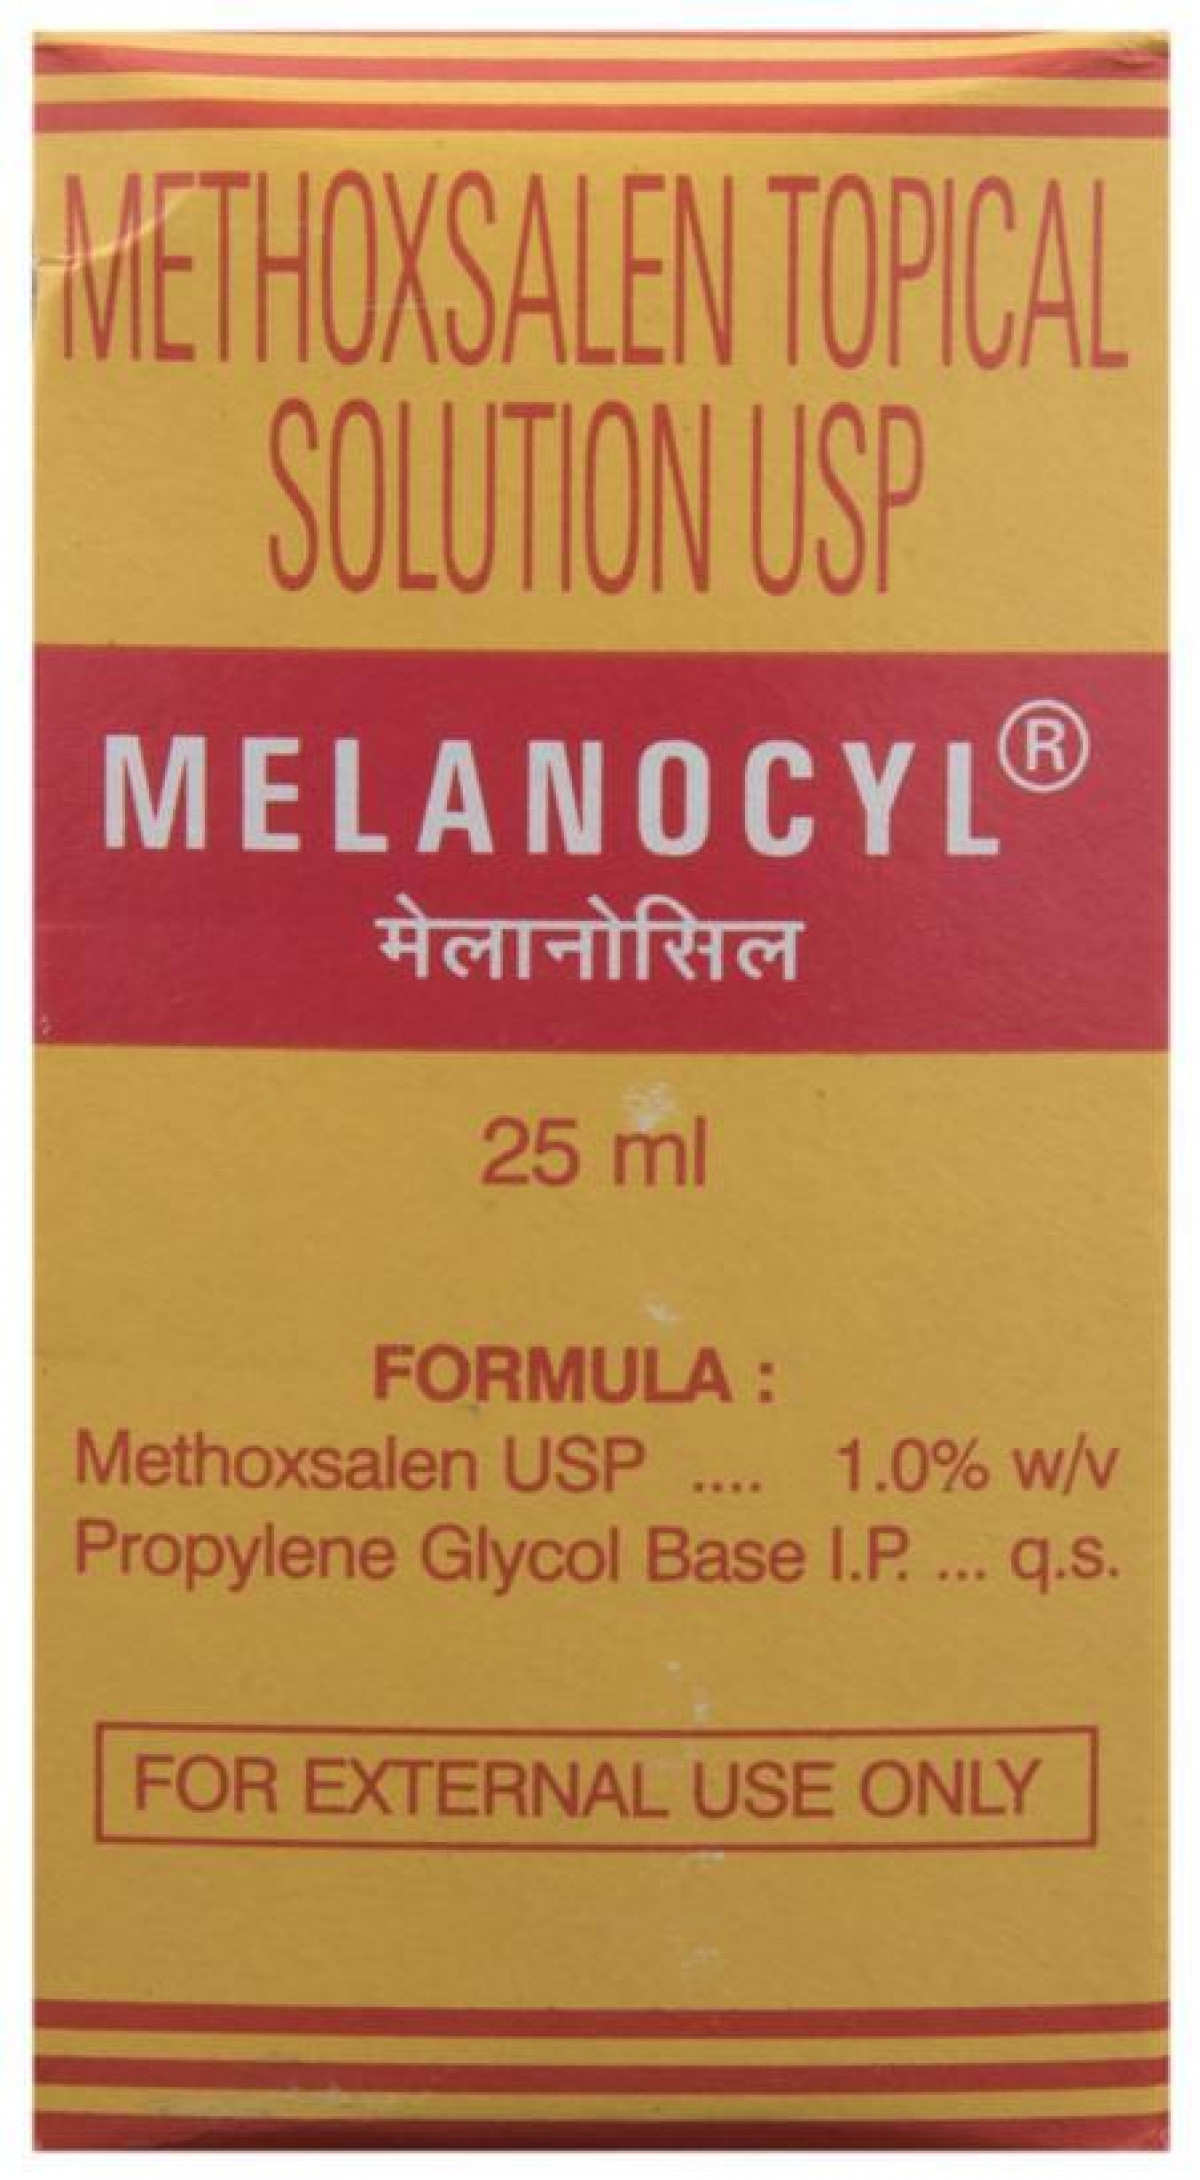 METHOXSALEN TOPICAL
SOLUTION USP
MELANOCYL®
मेलानोसिल
25 ml
FORMULA :
Methoxsalen USP .... 1.0% w/v
Propylene Glycol Base I.P. ... q.s.
FOR EXTERNAL USE ONLY